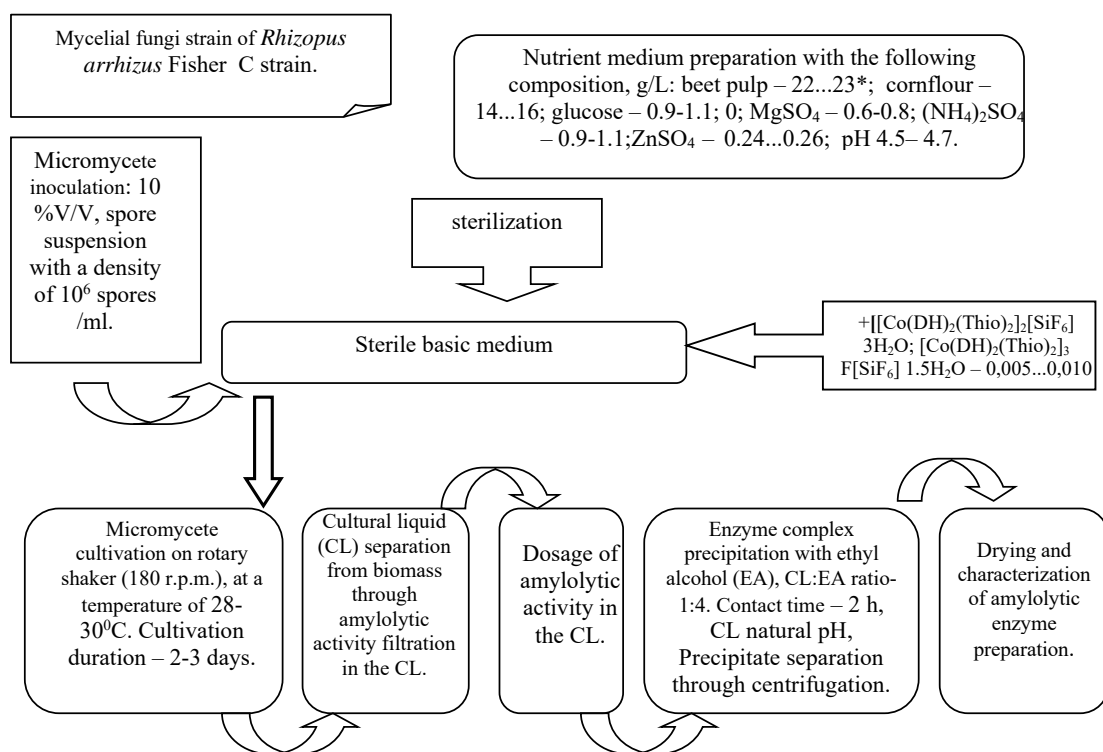 Mycelial fungi strain of Rhizopus
arrhizus Fisher C strain.
Nutrient medium preparation with the following
composition, g/L: beet pulp – 22...23*; cornflour –
14...16; glucose – 0.9-1.1; 0; MgSO₄ – 0.6-0.8; (NH₄)₂SO₄
– 0.9-1.1;ZnSO₄ – 0.24...0.26; pH 4.5– 4.7.
Micromycete
inoculation: 10
%V/V, spore
suspension
with a density
of 10⁶ spores
/ml.
sterilization
Sterile basic medium
+[[Co(DH)₂(Thio)₂]₂[SiF₆]
3H₂O; [Co(DH)₂(Thio)₂]₃
F[SiF₆] 1.5H₂O – 0,005...0,010
Micromycete
cultivation on rotary
shaker (180 r.p.m.), at a
temperature of 28-
30⁰C. Cultivation
duration – 2-3 days.
Cultural liquid
(CL) separation
from biomass
through
amylolytic
activity filtration
in the CL.
Dosage of
amylolytic
activity in
the CL.
Enzyme complex
precipitation with ethyl
alcohol (EA), CL:EA ratio-
1:4. Contact time – 2 h,
CL natural pH,
Precipitate separation
through centrifugation.
Drying and
characterization
of amylolytic
enzyme
preparation.